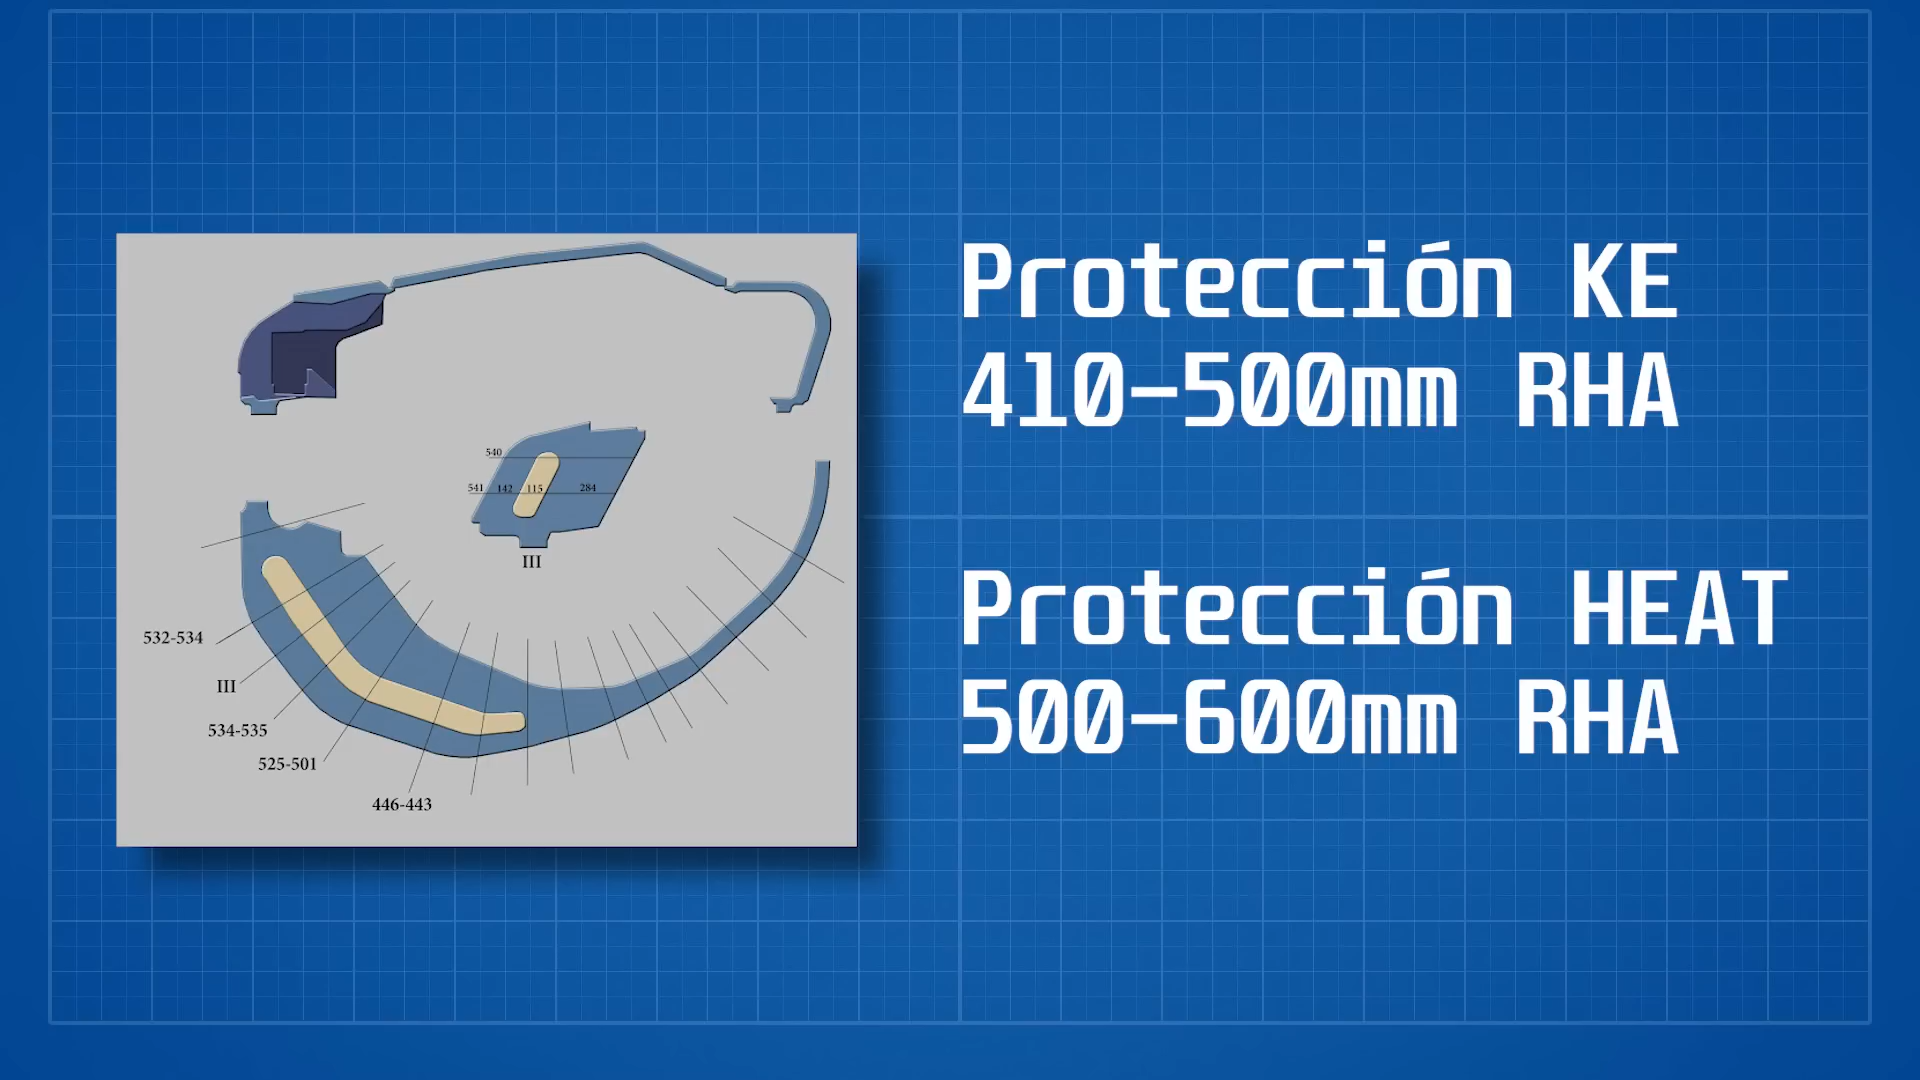 Protección KE
410-500mm RHA
Protección HEAT
500-600mm RHA
540
541 142 115 284
III
532-534
III
534-535
525-501
446-443